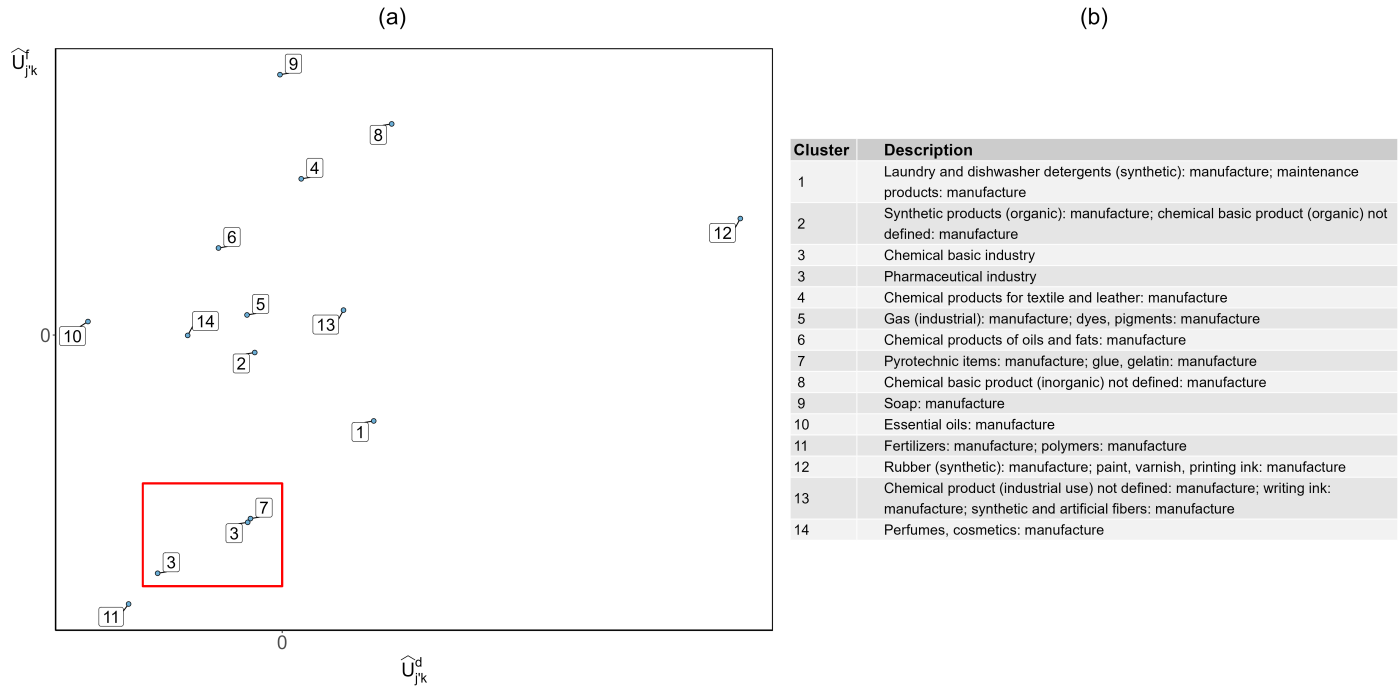 (a)
(b)
Û^f_{j'k}
9
8
4
12
6
5
13
14
10
0
2
1
7
3
3
11
0
Û^d_{j'k}
Cluster Description
1 Laundry and dishwasher detergents (synthetic): manufacture; maintenance
products: manufacture
2 Synthetic products (organic): manufacture; chemical basic product (organic) not
defined: manufacture
3 Chemical basic industry
3 Pharmaceutical industry
4 Chemical products for textile and leather: manufacture
5 Gas (industrial): manufacture; dyes, pigments: manufacture
6 Chemical products of oils and fats: manufacture
7 Pyrotechnic items: manufacture; glue, gelatin: manufacture
8 Chemical basic product (inorganic) not defined: manufacture
9 Soap: manufacture
10 Essential oils: manufacture
11 Fertilizers: manufacture; polymers: manufacture
12 Rubber (synthetic): manufacture; paint, varnish, printing ink: manufacture
13 Chemical product (industrial use) not defined: manufacture; writing ink:
manufacture; synthetic and artificial fibers: manufacture
14 Perfumes, cosmetics: manufacture